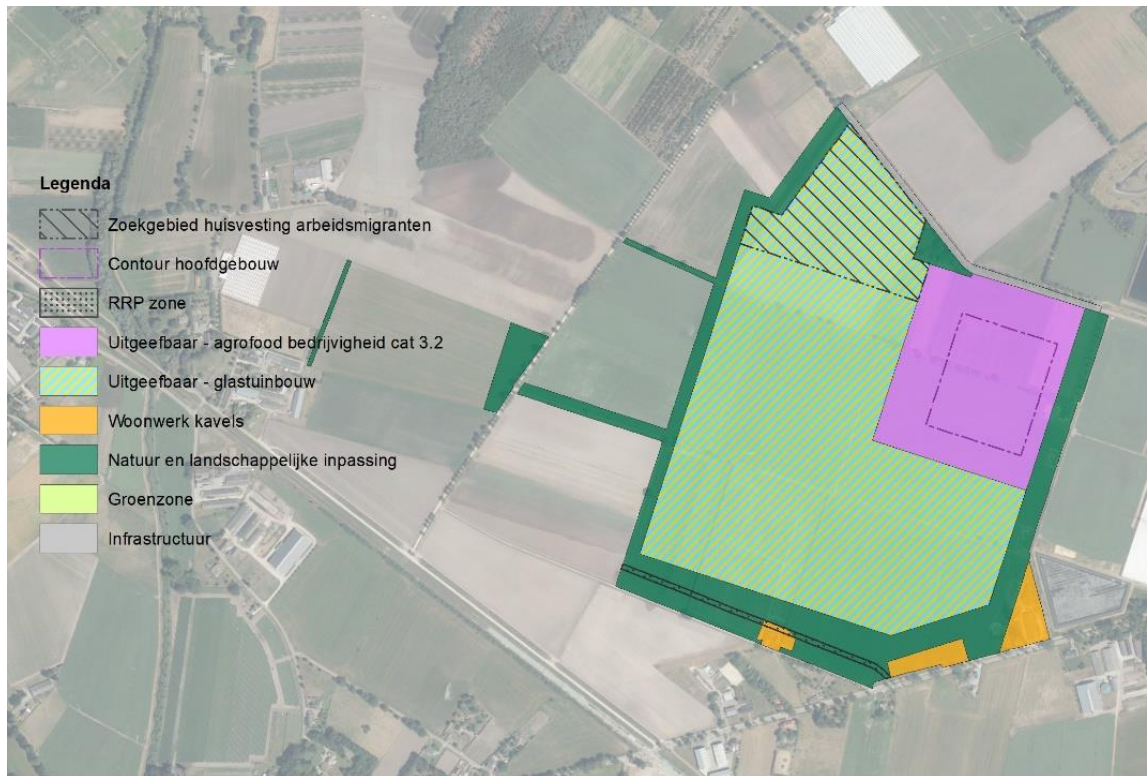 Legenda
Zoekgebied huisvesting arbeidsmigranten
Contour hoofdgebouw
RRP zone
Uitgeefbaar - agrofood bedrijvigheid cat 3.2
Uitgeefbaar - glastuinbouw
Woonwerk kavels
Natuur en landschappelijke inpassing
Groenzone
Infrastructuur